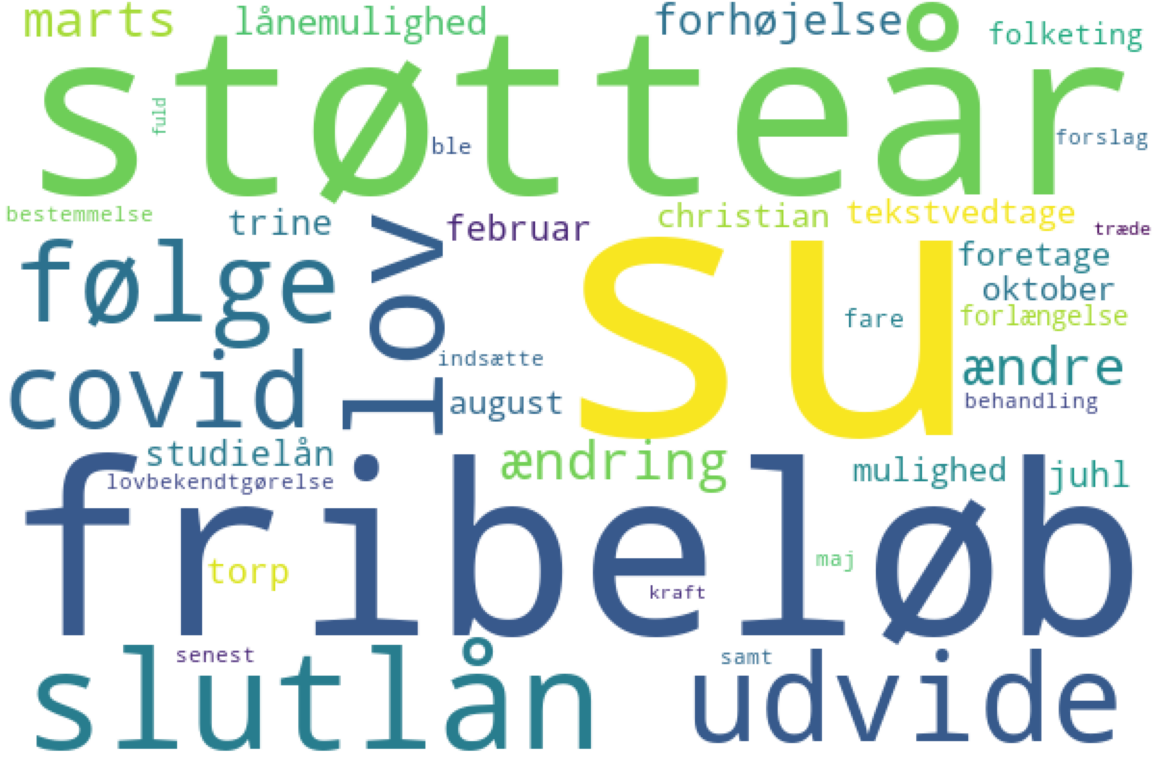 marts
lånemulighed
forhøjelse
folketing
støtteår
fuld
ble
forslag
bestemmelse
trine
februar
christian
tekstvedtage
træde
følge
lov
su
foretage
oktober
fare
forlængelse
indsætte
covid
august
ændre
behandling
studielån
ændring
mulighed
juhl
lovbekendtgørelse
fribeløb
torp
maj
kraft
senest
samt
slutlån
udvide